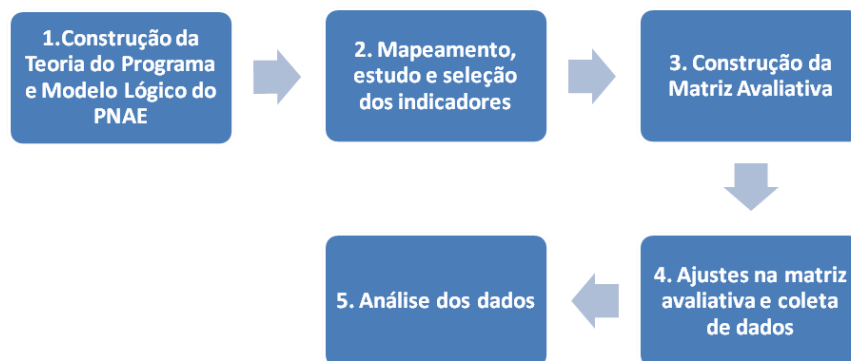 1.Construção da
Teoria do Programa
e Modelo Lógico do
PNAE
2. Mapeamento,
estudo e seleção
dos indicadores
3. Construção da
Matriz Avaliativa
4. Ajustes na matriz
avaliativa e coleta
de dados
5. Análise dos dados